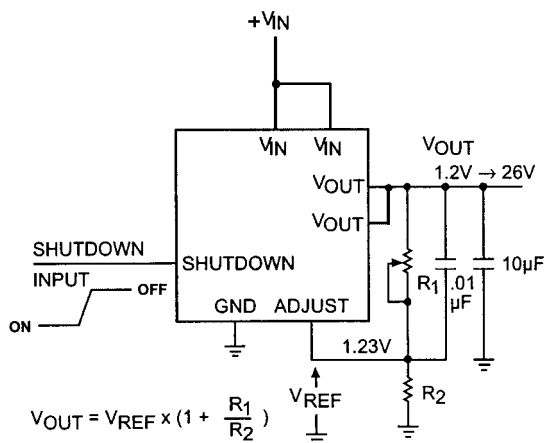 +VIN
VIN VIN
VOUT
VOUT
VOUT
1.2V → 26V
SHUTDOWN
INPUT
SHUTDOWN
OFF
ON
GND ADJUST
R1
.01
µF
10µF
1.23V
VREF
R2
VOUT = VREF x (1 + R1/R2)